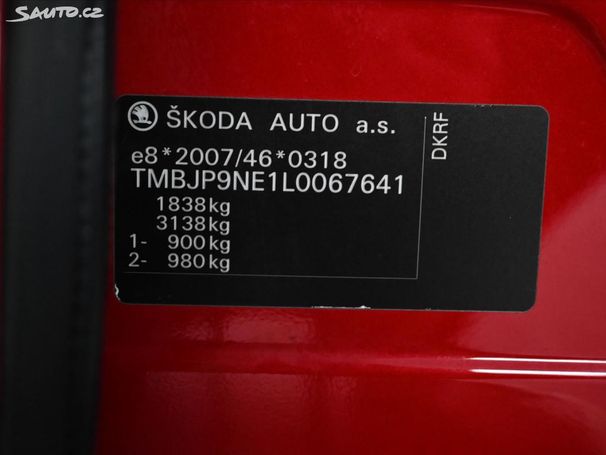 Sauto.cz
ŠKODA AUTO a.s.
e8*2007/46*0318
TMBJP9NE1L0067641
1838kg
3138kg
1- 900kg
2- 980kg
DKRF